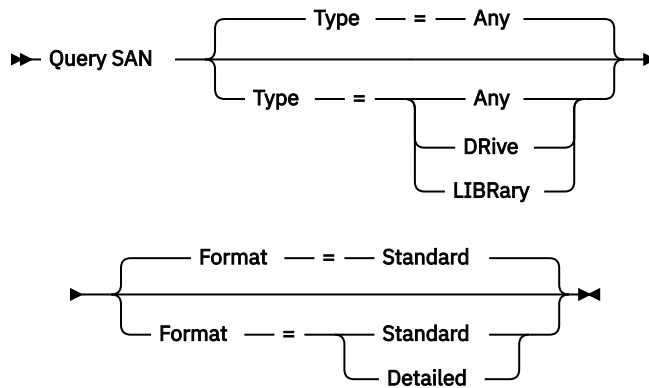 Type = Any
Query SAN
Type = Any
DRive
LIBRary
Format = Standard
Format = Standard
Detailed